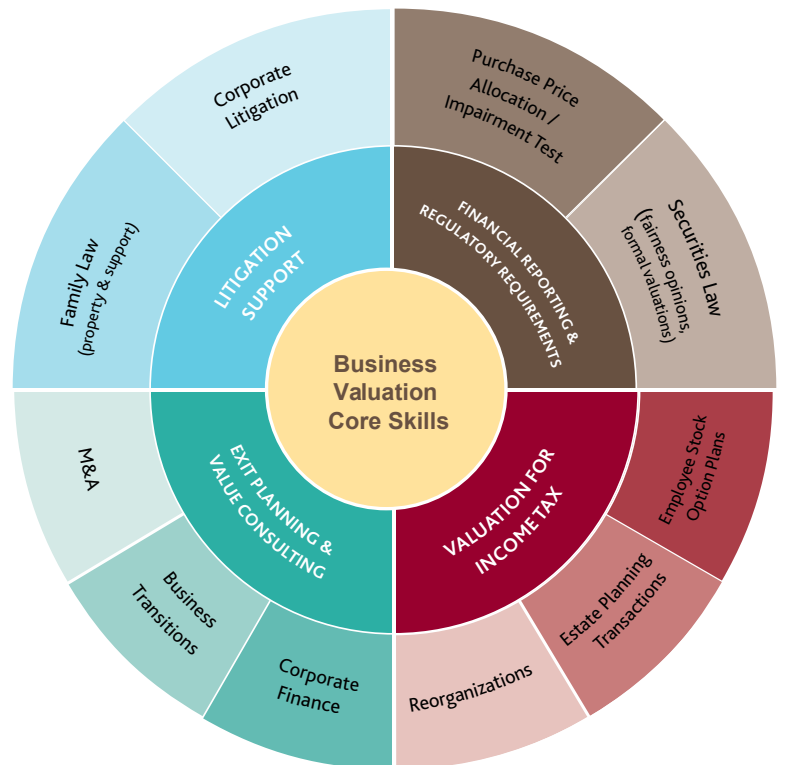 Corporate
Litigation
Purchase Price
Allocation /
Impairment Test
Family Law
(property & support)
LITIGATION
SUPPORT
FINANCIAL REPORTING &
REGULATORY REQUIREMENTS
Securities Law
(fairness opinions,
formal valuations)
Business
Valuation
Core Skills
M&A
EXIT PLANNING &
VALUE CONSULTING
VALUATION FOR
INCOME TAX
Employee Stock
Option Plans
Business
Transitions
Estate Planning
Transactions
Corporate
Finance
Reorganizations